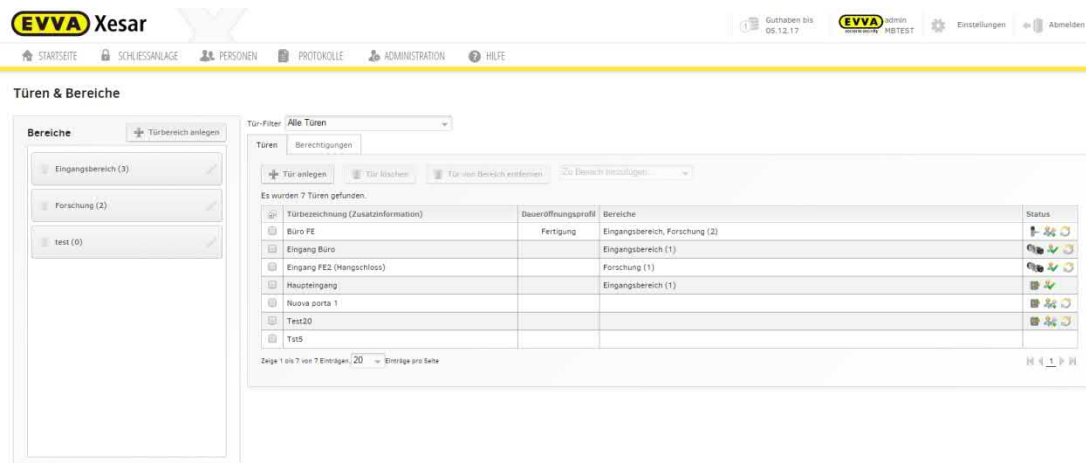 EVVA Xesar
Guthaben bis
05.12.17
EVVA
admin
MBTEST
Einstellungen
Abmelden
STARTSEITE SCHLIESSANLAGE PERSONEN PROTOKOLLE ADMINISTRATION HILFE
Türen & Bereiche
Bereiche
Türbereich anlegen
Eingangsbereich (3)
Forschung (2)
test (0)
Tür-Filter Alle Türen
Türen Berechtigungen
Tür anlegen Tür löschen Tür von Bereich entfernen Zu Bereich hinzufügen...
Es wurden 7 Türen gefunden.
Türbezeichnung (Zusatzinformation) Daueröffnungsprofil Bereiche Status
Büro FE Fertigung Eingangsbereich, Forschung (2)
Eingang Büro Eingangsbereich (1)
Eingang FE2 (Hangschloss) Forschung (1)
Haupteingang Eingangsbereich (1)
Nuova porta 1
Test20
Tst5
Zeige 1 bis 7 von 7 Einträgen. 20 Einträge pro Seite
1